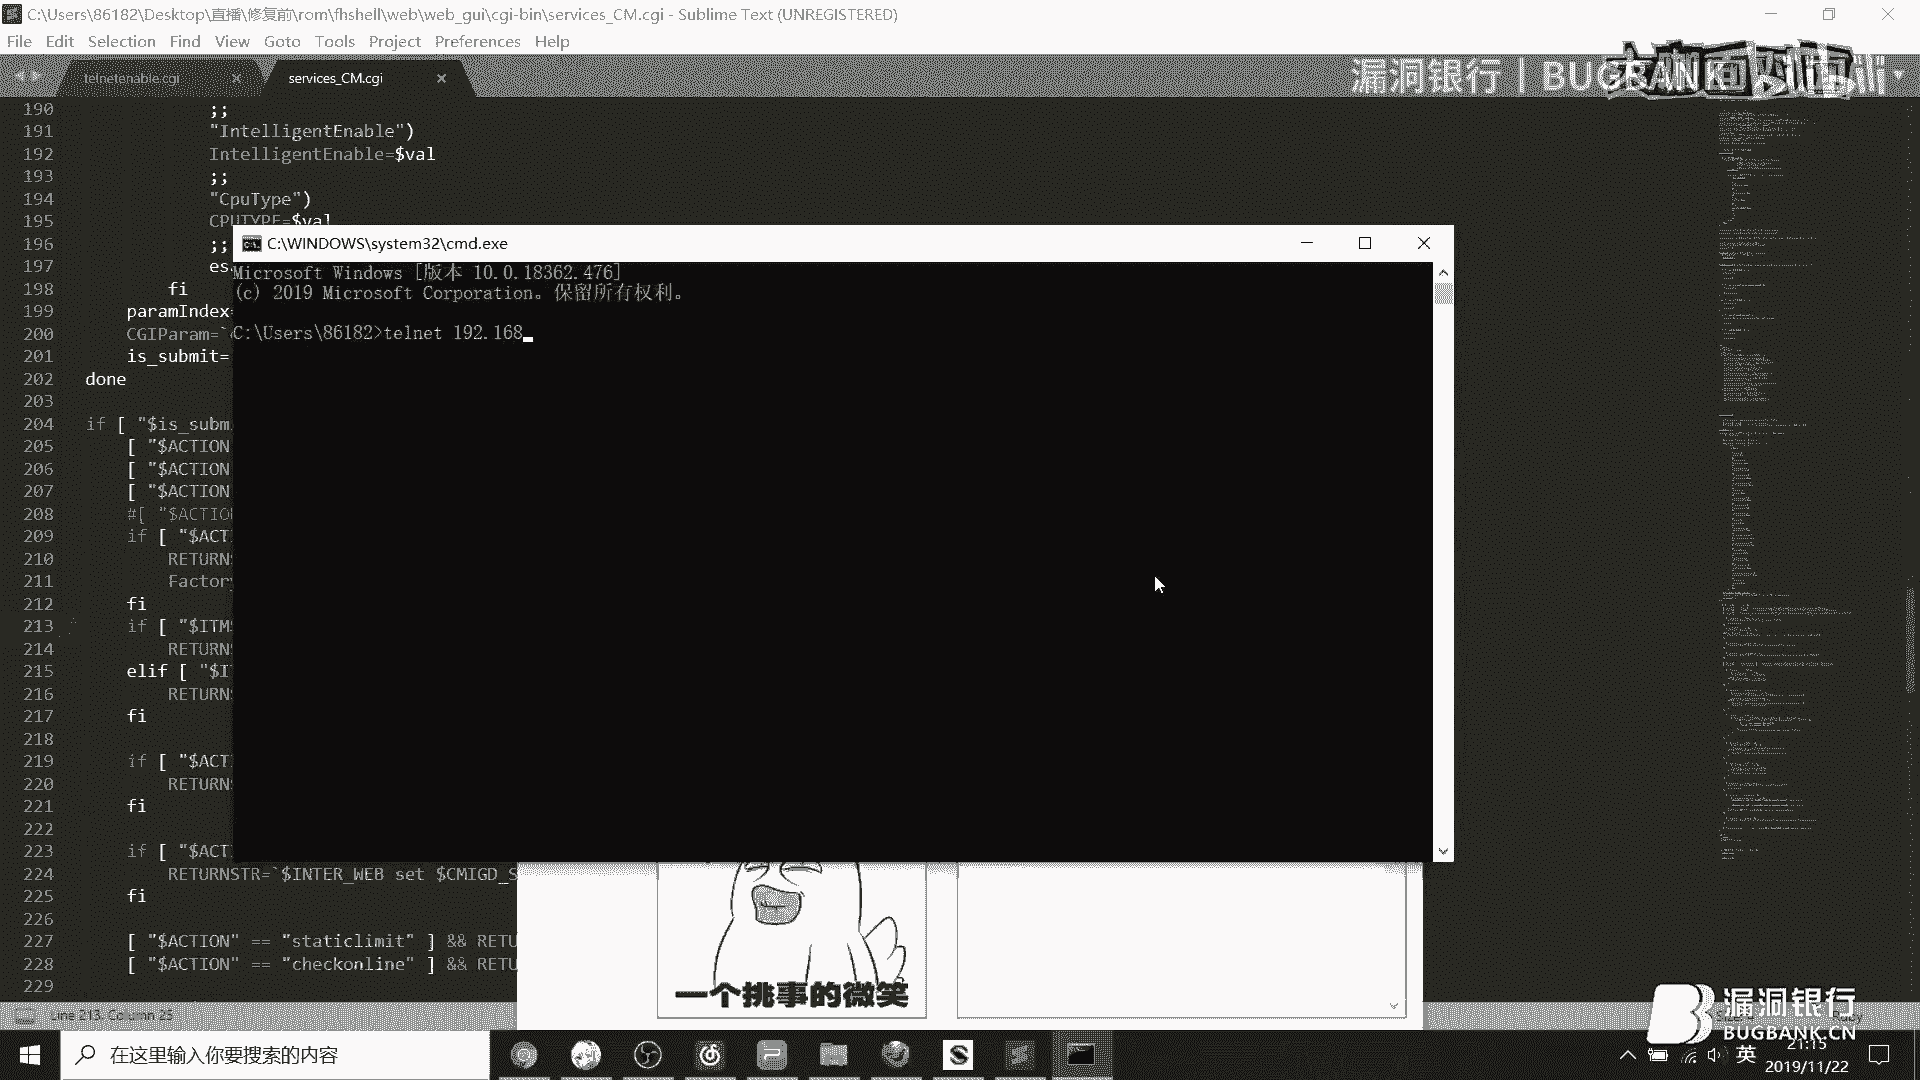 C:\Users\86182\Desktop\直播\修复前\rom\fhshell\web\web_gui\cgi-bin\services_CM.cgi - Sublime Text (UNREGISTERED)
File Edit Selection Find View Goto Tools Project Preferences Help
telnetenable.cgi
services_CM.cgi
漏洞银行 | BUGBANK
bilibili
190 ;;
191 "IntelligentEnable")
192 IntelligentEnable=$val
193 ;;
194 "CpuType")
195 CPUTYPE=$val
196 ;;
197 es
198 fi
199 paramIndex=
200 CGIParam=`
201 is_submit=
202 done
203
204 if [ "$is_subm
205 [ "$ACTION
206 [ "$ACTION
207 [ "$ACTION
208 #[ "$ACTIO
209 if [ "$ACT
210 RETURN
211 Factory
212 fi
213 if [ "$ITM
214 RETURN
215 elif [ "$I
216 RETURN
217 fi
218
219 if [ "$ACT
220 RETURN
221 fi
222
223 if [ "$ACT
224 RETURNSTR=`$INTER_WEB set $CMIGD_S
225 fi
226
227 [ "$ACTION" == "staticlimit" ] && RETU
228 [ "$ACTION" == "checkonline" ] && RETU
229
C:\WINDOWS\system32\cmd.exe
Microsoft Windows [版本 10.0.18362.476]
(c) 2019 Microsoft Corporation。保留所有权利。
C:\Users\86182>telnet 192.168
一个挑事的微笑
Line 213, Column 25
漏洞银行
BUGBANK.CN
在这里输入你要搜索的内容
英
21:15
2019/11/22